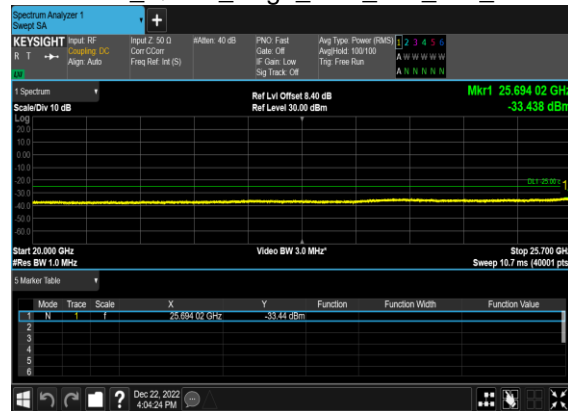 Spectrum Analyzer 1
Swept SA
+
KEYSIGHT Input: RF Input Z: 50 Ω #Atten: 40 dB PNO: Fast Avg Type: Power (RMS) 1 2 3 4 5 6
R T Coupling: DC Corr CCorr Gate: Off Avg|Hold: 100/100 A W W W W W
Align: Auto Freq Ref: Int (S) IF Gain: Low Trig: Free Run
LW Sig Track: Off A N N N N N
1 Spectrum Ref Lvl Offset 8.40 dB Mkr1 25.694 02 GHz
Scale/Div 10 dB Ref Level 30.00 dBm -33.438 dBm
Log
20.0
10.0
0.00
-10.0
-20.0
DL1 -25.00 1
-30.0
-40.0
-50.0
-60.0
Start 20.000 GHz Video BW 3.0 MHz* Stop 25.700 GHz
#Res BW 1.0 MHz Sweep 10.7 ms (40001 pts
5 Marker Table
Mode Trace Scale X Y Function Function Width Function Value
1 N 1 f 25.694 02 GHz -33.44 dBm
2
3
4
5
6
? Dec 22, 2022
4:04:24 PM